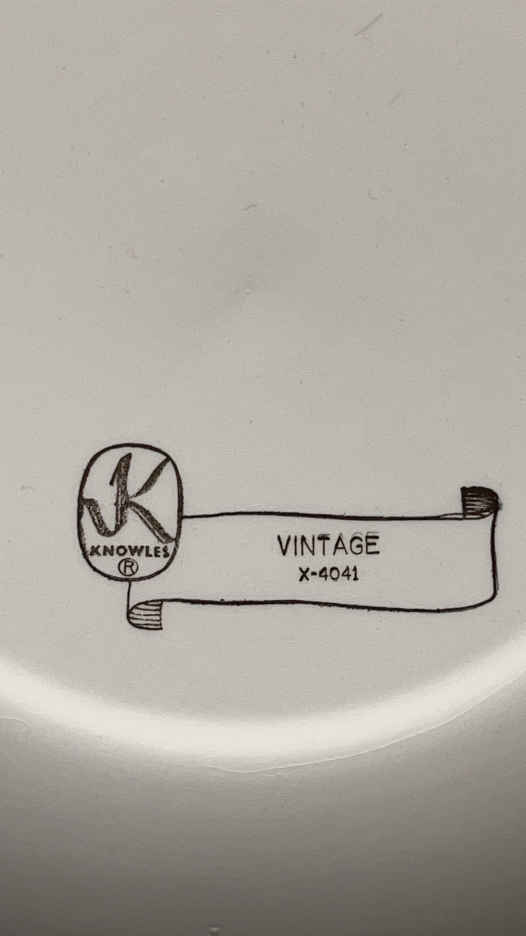 K
KNOWLES
®
VINTAGE
X-4041